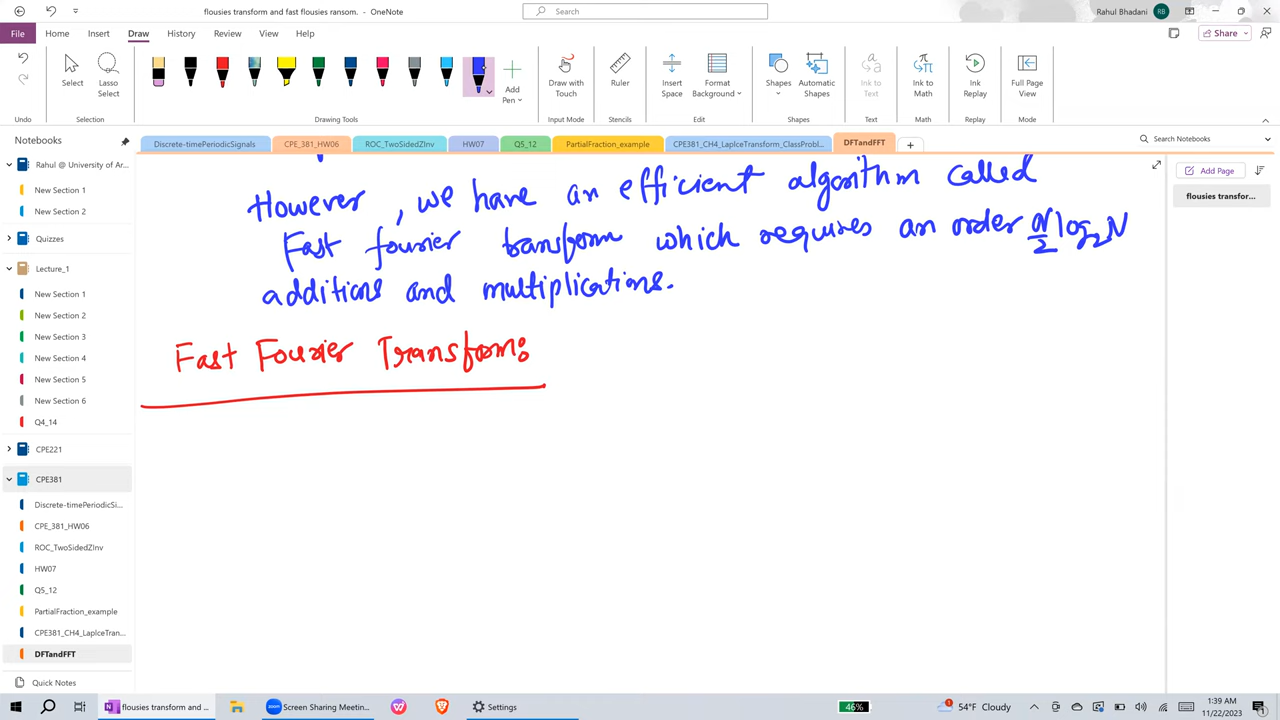 flousies transform and fast flousies ransom. - OneNote
Search
Rahul Bhadani
RB
File
Home
Insert
Draw
History
Review
View
Help
Share
Undo
Select
Lasso
Select
Selection
Drawing Tools
Add
Pen
Draw with
Touch
Input Mode
Ruler
Stencils
Insert
Space
Format
Background
Edit
Shapes
Automatic
Shapes
Shapes
Ink to
Text
Text
Ink to
Math
Math
Ink
Replay
Replay
Full Page
View
Mode
Notebooks
Discrete-timePeriodicSignals
CPE_381_HW06
ROC_TwoSidedZInv
HW07
Q5_12
PartialFraction_example
CPE381_CH4_LaplceTransform_ClassProbl...
DFTandFFT
Search Notebooks
Rahul @ University of Ar...
New Section 1
New Section 2
Quizzes
Lecture_1
New Section 1
New Section 2
New Section 3
New Section 4
New Section 5
New Section 6
Q4_14
CPE221
CPE381
Discrete-timePeriodicSi...
CPE_381_HW06
ROC_TwoSidedZInv
HW07
Q5_12
PartialFraction_example
CPE381_CH4_LaplceTran...
DFTandFFT
Quick Notes
However, we have an efficient algorithm called
Fast fourier transform which requires an order N/2 log₂N
additions and multiplications.
Fast Fourier Transform:
Add Page
flousies transfor...
flousies transform and ...
Screen Sharing Meetin...
Settings
46%
54°F Cloudy
1:39 AM
11/22/2023